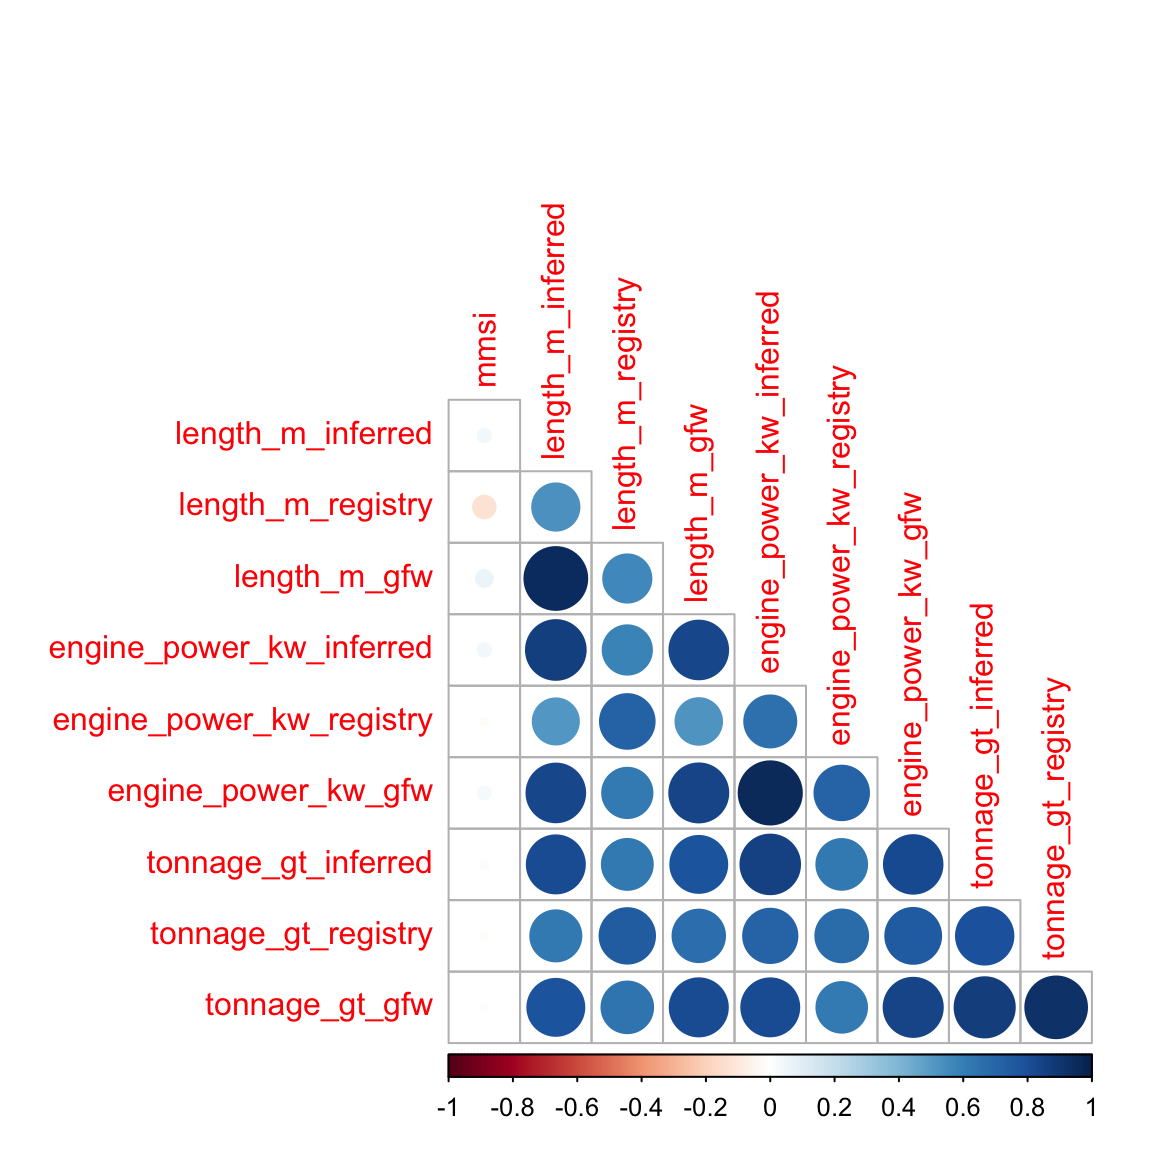 mmsi
length_m_inferred
length_m_registry
length_m_gfw
engine_power_kw_inferred
engine_power_kw_registry
engine_power_kw_gfw
tonnage_gt_inferred
tonnage_gt_registry
length_m_inferred
length_m_registry
length_m_gfw
engine_power_kw_inferred
engine_power_kw_registry
engine_power_kw_gfw
tonnage_gt_inferred
tonnage_gt_registry
tonnage_gt_gfw
-1 -0.8 -0.6 -0.4 -0.2 0 0.2 0.4 0.6 0.8 1